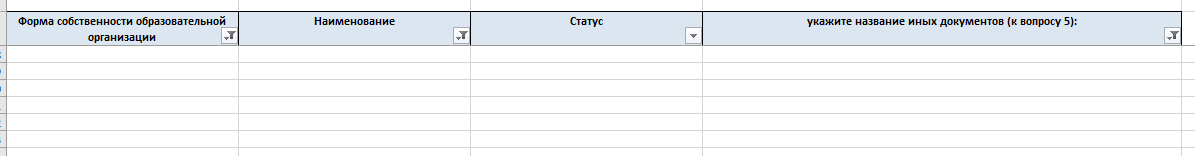 Форма собственности образовательной
организации
Наименование
Статус
укажите название иных документов (к вопросу 5):